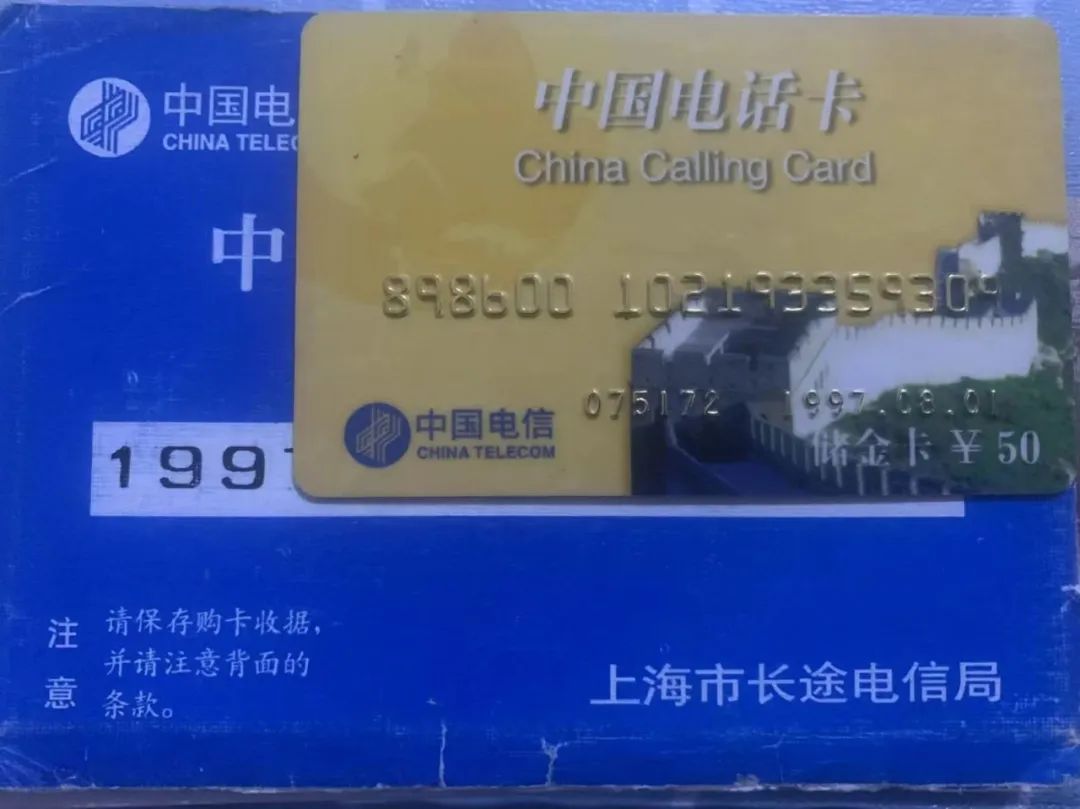 中国电
CHINA TELEC
中
199
注意
请保存购卡收据,
并请注意背面的
条款。
上海市长途电信局
中国电话卡
China Calling Card
898600 102193359309
075172 1997.08.01
中国电信
CHINA TELECOM
储金卡 ¥ 50